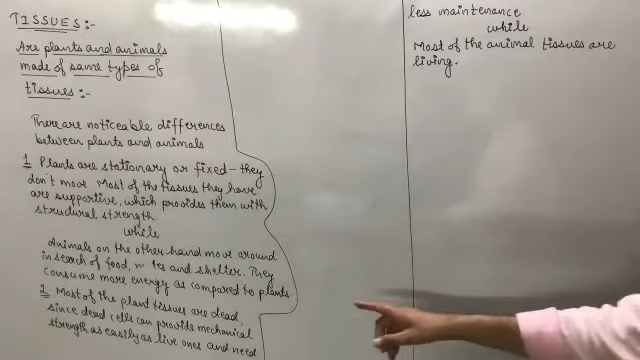 TISSUES:-
Are plants and animals
made of same types of
tissues:-
There are noticeable differences
between plants and animals
1 Plants are stationary or fixed - they
don't move Most of the tissues they have
are supportive, which provides them with
structural strength
while
Animals on the other hand move around
in search of food, m tes and shelter. They
consume more energy as compared to plants
2 Most of the plant tissues are dead,
since dead cells can provide mechanical
strength as easily as live ones and need
less maintenance
while
Most of the animal tissues are
living.